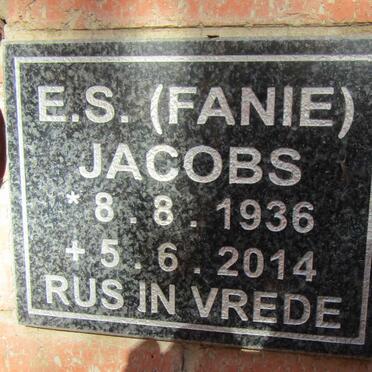 E.S. (FANIE)
JACOBS
* 8 . 8 . 1936
+ 5 . 6 . 2014
RUS IN VREDE